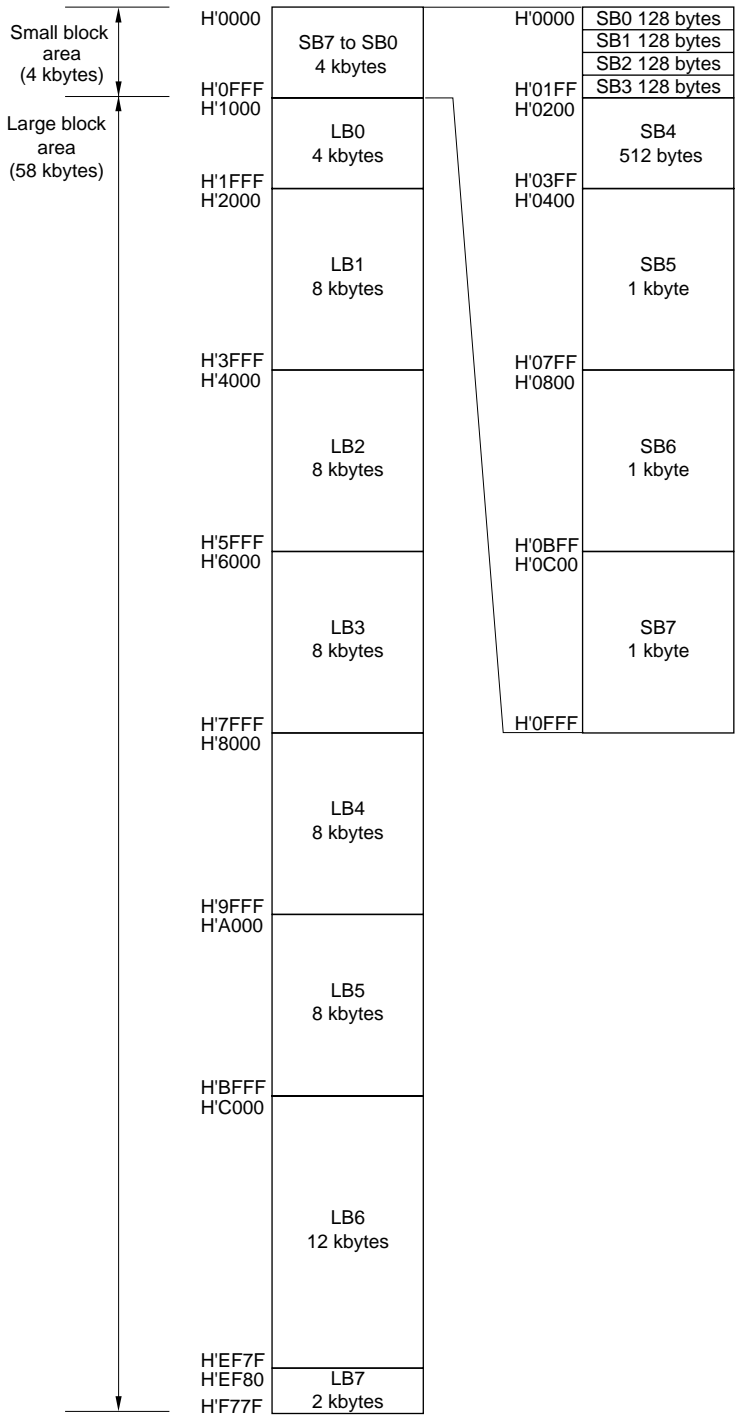 Small block
area
(4 kbytes)
Large block
area
(58 kbytes)
H'0000
SB7 to SB0
4 kbytes
H'0FFF
H'1000
LB0
4 kbytes
H'1FFF
H'2000
LB1
8 kbytes
H'3FFF
H'4000
LB2
8 kbytes
H'5FFF
H'6000
LB3
8 kbytes
H'7FFF
H'8000
LB4
8 kbytes
H'9FFF
H'A000
LB5
8 kbytes
H'BFFF
H'C000
LB6
12 kbytes
H'EF7F
H'EF80
LB7
2 kbytes
H'F77F
H'0000
SB0 128 bytes
SB1 128 bytes
SB2 128 bytes
SB3 128 bytes
H'01FF
H'0200
SB4
512 bytes
H'03FF
H'0400
SB5
1 kbyte
H'07FF
H'0800
SB6
1 kbyte
H'0BFF
H'0C00
SB7
1 kbyte
H'0FFF